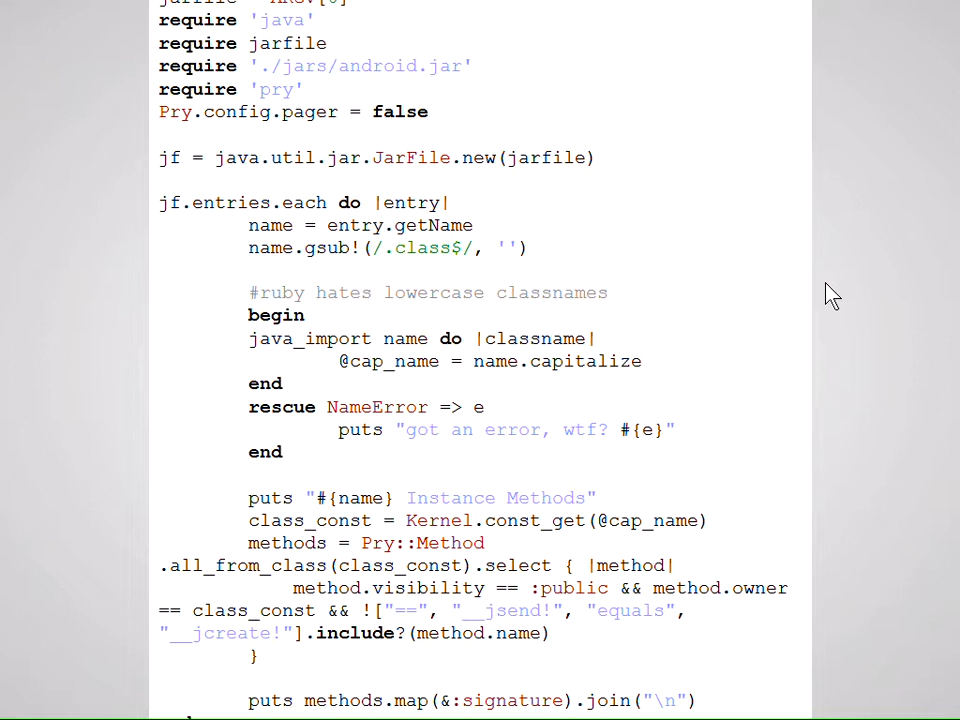 jarfile = ARGV[0]
require 'java'
require jarfile
require './jars/android.jar'
require 'pry'
Pry.config.pager = false
jf = java.util.jar.JarFile.new(jarfile)
jf.entries.each do |entry|
name = entry.getName
name.gsub!(/.class$/, '')
#ruby hates lowercase classnames
begin
java_import name do |classname|
@cap_name = name.capitalize
end
rescue NameError => e
puts "got an error, wtf? #{e}"
end
puts "#{name} Instance Methods"
class_const = Kernel.const_get(@cap_name)
methods = Pry::Method
.all_from_class(class_const).select { |method|
method.visibility == :public && method.owner
== class_const && !["==", "__jsend!", "equals",
"__jcreate!"].include?(method.name)
}
puts methods.map(&:signature).join("\n")